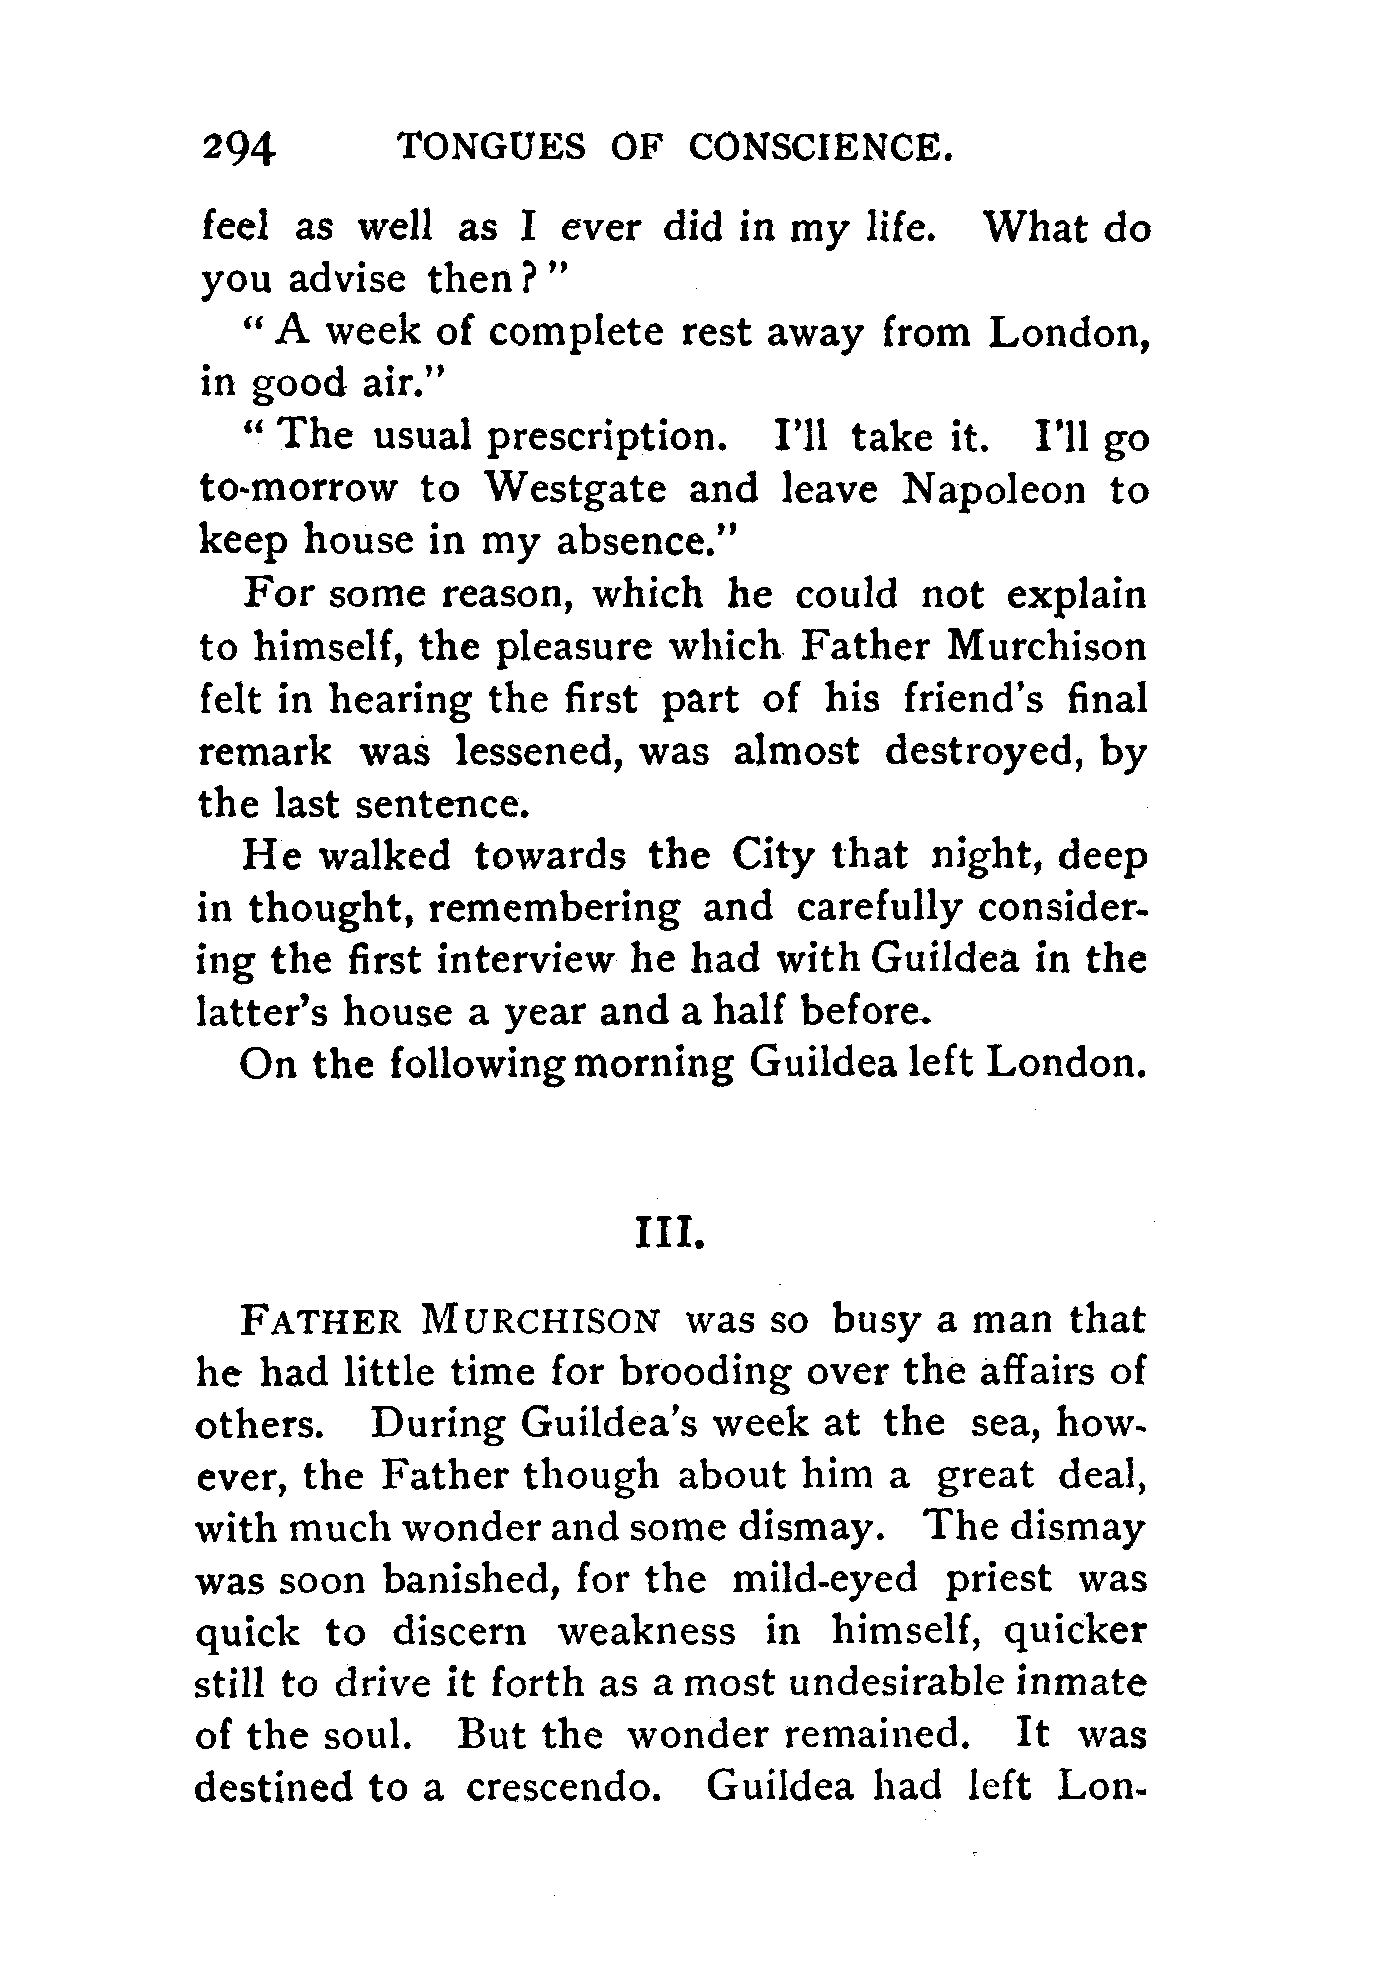 294 TONGUES OF CONSCIENCE.
feel as well as I ever did in my life. What do
you advise then?"
"A week of complete rest away from London,
in good air."
"The usual prescription. I'll take it. I'll go
to-morrow to Westgate and leave Napoleon to
keep house in my absence."
For some reason, which he could not explain
to himself, the pleasure which Father Murchison
felt in hearing the first part of his friend's final
remark was lessened, was almost destroyed, by
the last sentence.
He walked towards the City that night, deep
in thought, remembering and carefully consider-
ing the first interview he had with Guildea in the
latter's house a year and a half before.
On the following morning Guildea left London.
III.
FATHER MURCHISON was so busy a man that
he had little time for brooding over the affairs of
others. During Guildea's week at the sea, how-
ever, the Father though about him a great deal,
with much wonder and some dismay. The dismay
was soon banished, for the mild-eyed priest was
quick to discern weakness in himself, quicker
still to drive it forth as a most undesirable inmate
of the soul. But the wonder remained. It was
destined to a crescendo. Guildea had left Lon-